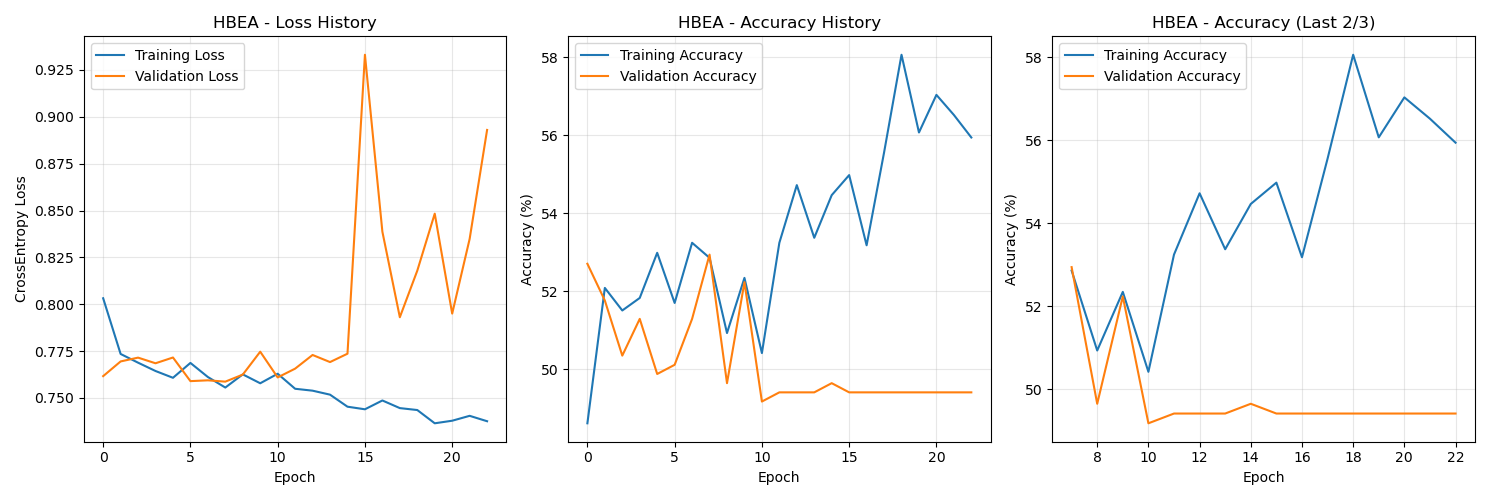 HBEA - Loss History
Training Loss
Validation Loss
CrossEntropy Loss
0.925
0.900
0.875
0.850
0.825
0.800
0.775
0.750
0 5 10 15 20
Epoch
HBEA - Accuracy History
Training Accuracy
Validation Accuracy
Accuracy (%)
58
56
54
52
50
0 5 10 15 20
Epoch
HBEA - Accuracy (Last 2/3)
Training Accuracy
Validation Accuracy
Accuracy (%)
58
56
54
52
50
8 10 12 14 16 18 20 22
Epoch